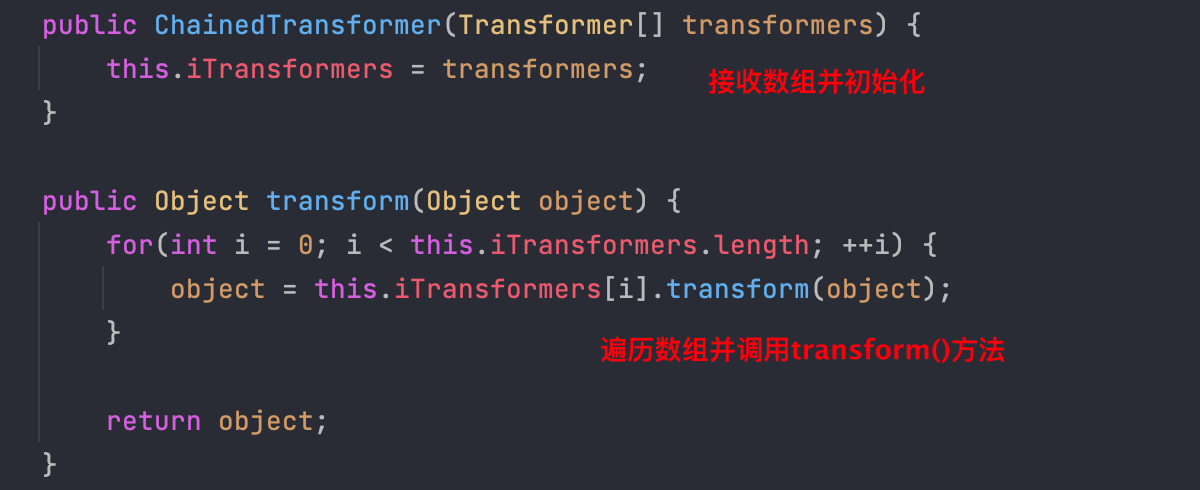 public ChainedTransformer(Transformer[] transformers) {
this.iTransformers = transformers;
接收数组并初始化
}
public Object transform(Object object) {
for(int i = 0; i < this.iTransformers.length; ++i) {
object = this.iTransformers[i].transform(object);
}
遍历数组并调用transform()方法
return object;
}